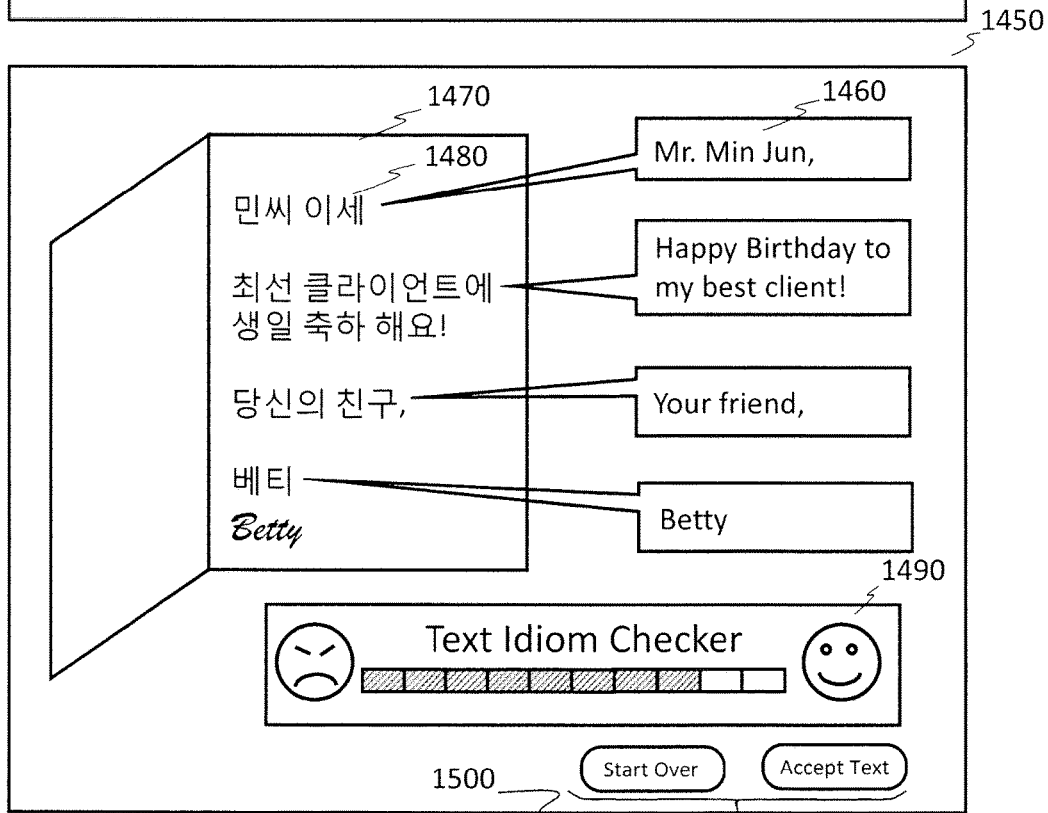 1450
1470
1460
1480
Mr. Min Jun,
민씨 이세
Happy Birthday to
my best client!
최선 클라이언트에
생일 축하 해요!
당신의 친구,
Your friend,
베티
Betty
Betty
1490
Text Idiom Checker
Start Over
Accept Text
1500